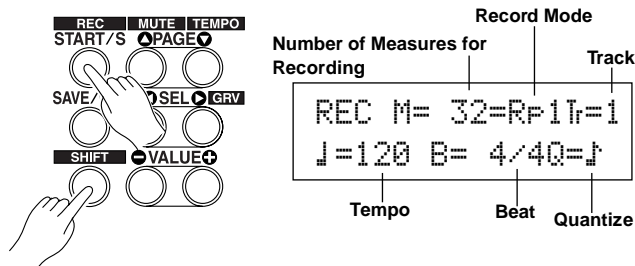 REC MUTE TEMPO
START/S PAGE
SAVE/ SEL GRV
SHIFT VALUE
Record Mode
Number of Measures for
Recording
Track
REC M= 32=Rp1Tr=1
♩=120 B= 4/4Q=♪
Tempo Beat Quantize